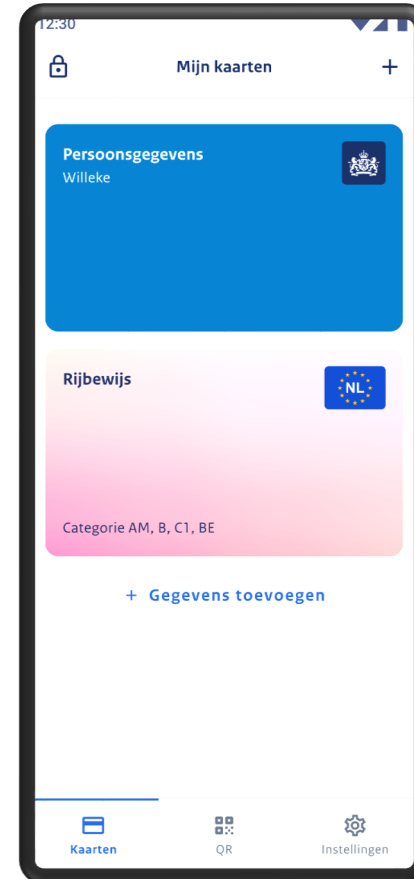 12:30
Mijn kaarten
Persoonsgegevens
Willeke
Rijbewijs
NL
Categorie AM, B, C1, BE
+ Gegevens toevoegen
Kaarten
QR
Instellingen